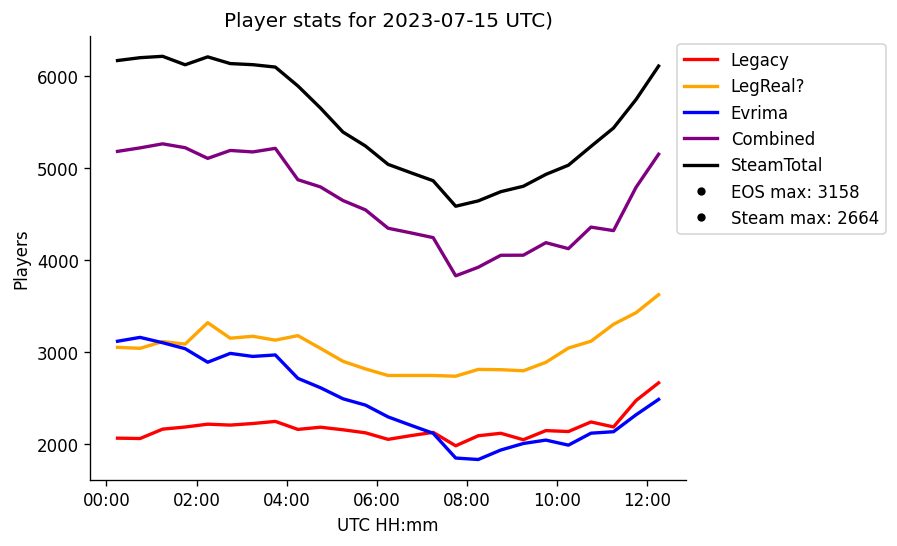 Player stats for 2023-07-15 UTC)
Players
6000
5000
4000
3000
2000
00:00
02:00
04:00
06:00
08:00
10:00
12:00
UTC HH:mm
Legacy
LegReal?
Evrima
Combined
SteamTotal
EOS max: 3158
Steam max: 2664